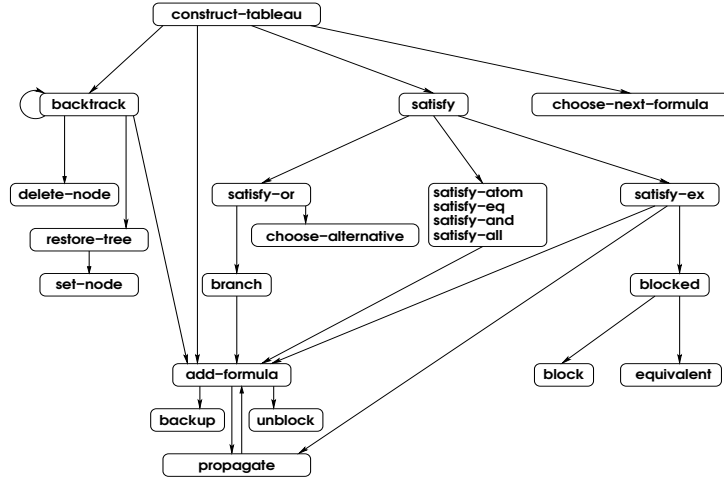 construct-tableau
backtrack
satisfy
choose-next-formula
delete-node
satisfy-or
satisfy-atom
satisfy-eq
satisfy-and
satisfy-all
satisfy-ex
restore-tree
choose-alternative
set-node
branch
blocked
add-formula
block
equivalent
backup
unblock
propagate